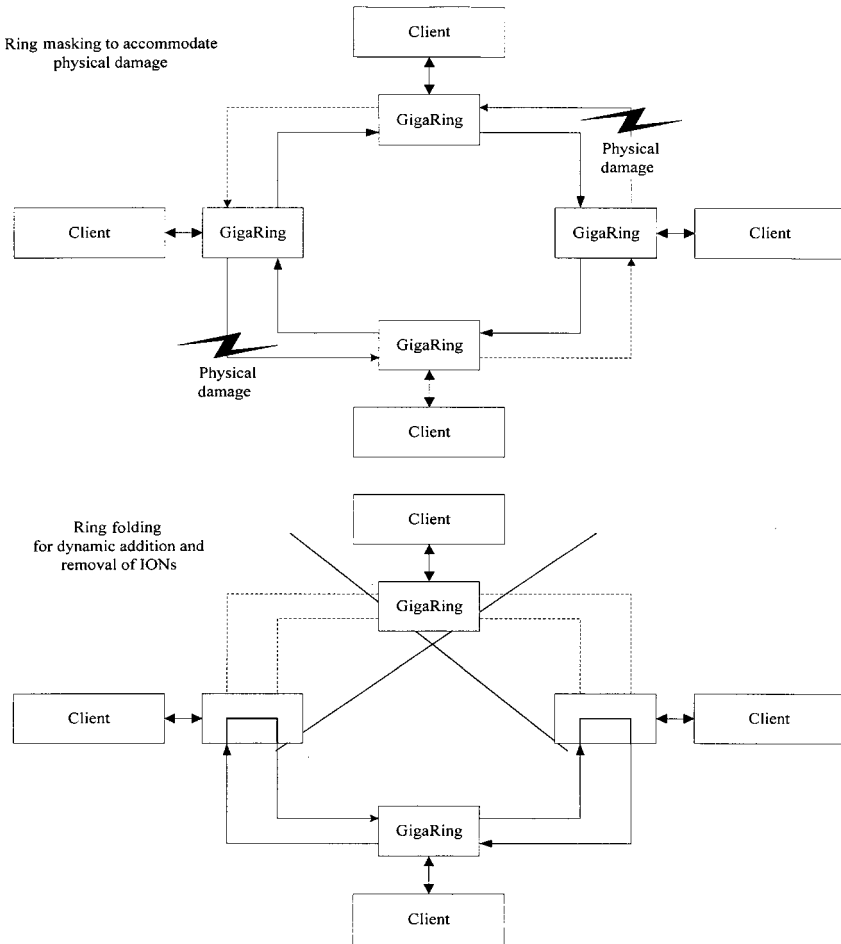 Client
Ring masking to accommodate
physical damage
GigaRing
Physical
damage
Client
GigaRing
GigaRing
Client
GigaRing
Physical
damage
Client
Client
Ring folding
for dynamic addition and
removal of IONs
GigaRing
Client
Client
GigaRing
Client